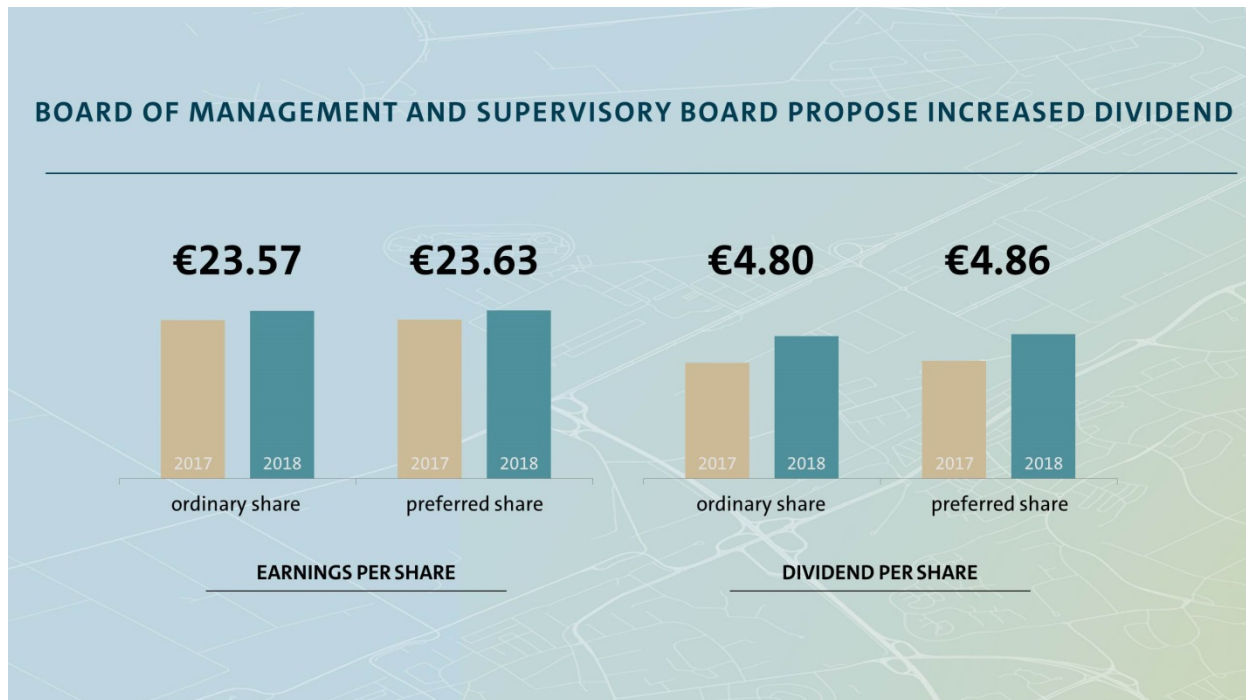 BOARD OF MANAGEMENT AND SUPERVISORY BOARD PROPOSE INCREASED DIVIDEND
€23.57 €23.63 €4.80 €4.86
2017 2018 2017 2018 2017 2018 2017 2018
ordinary share preferred share ordinary share preferred share
EARNINGS PER SHARE DIVIDEND PER SHARE